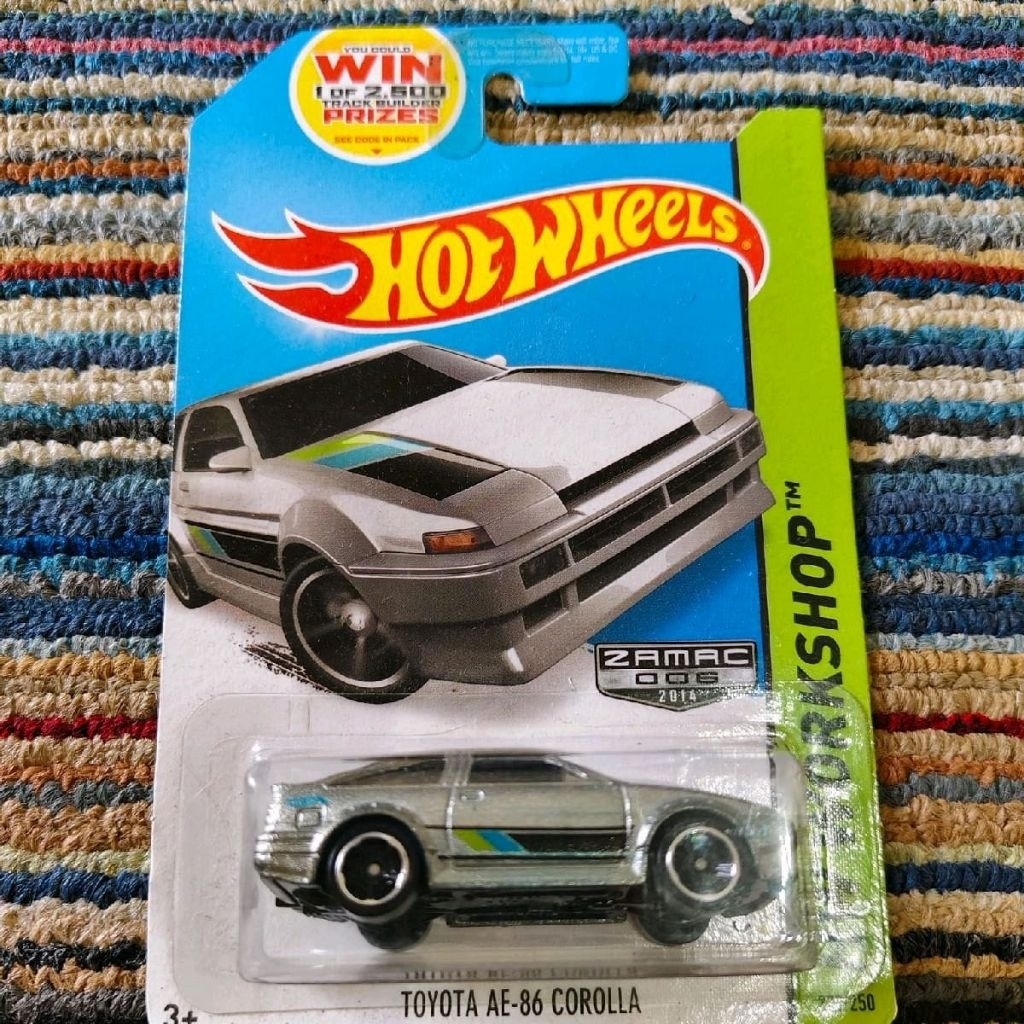 YOU COULD
WIN
1 OF 2,500
TRACK BUILDER
PRIZES
SEE CODE IN PACK
HOT WHEELS
WORKSHOP™
ZAMAC
006
2014
TOYOTA AE-86 COROLLA
3+
250